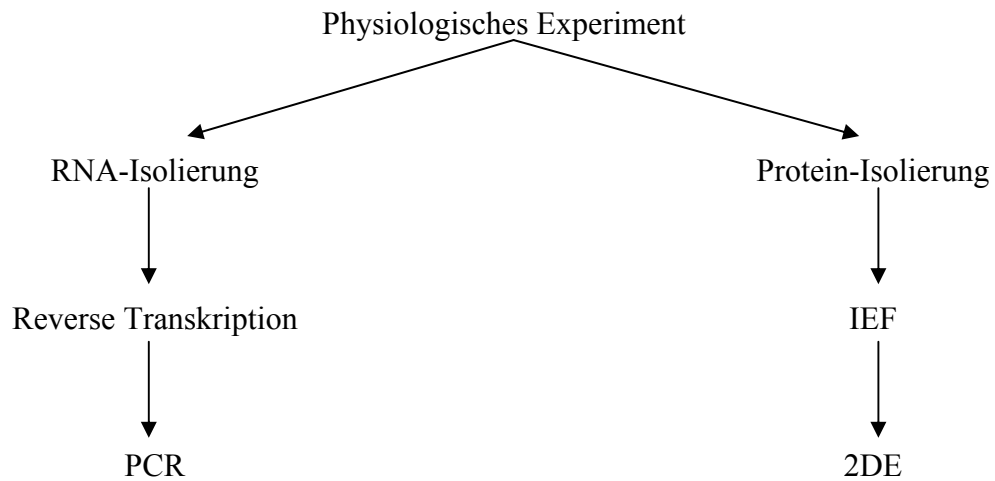 Physiologisches Experiment
RNA-Isolierung
Protein-Isolierung
Reverse Transkription
IEF
PCR
2DE